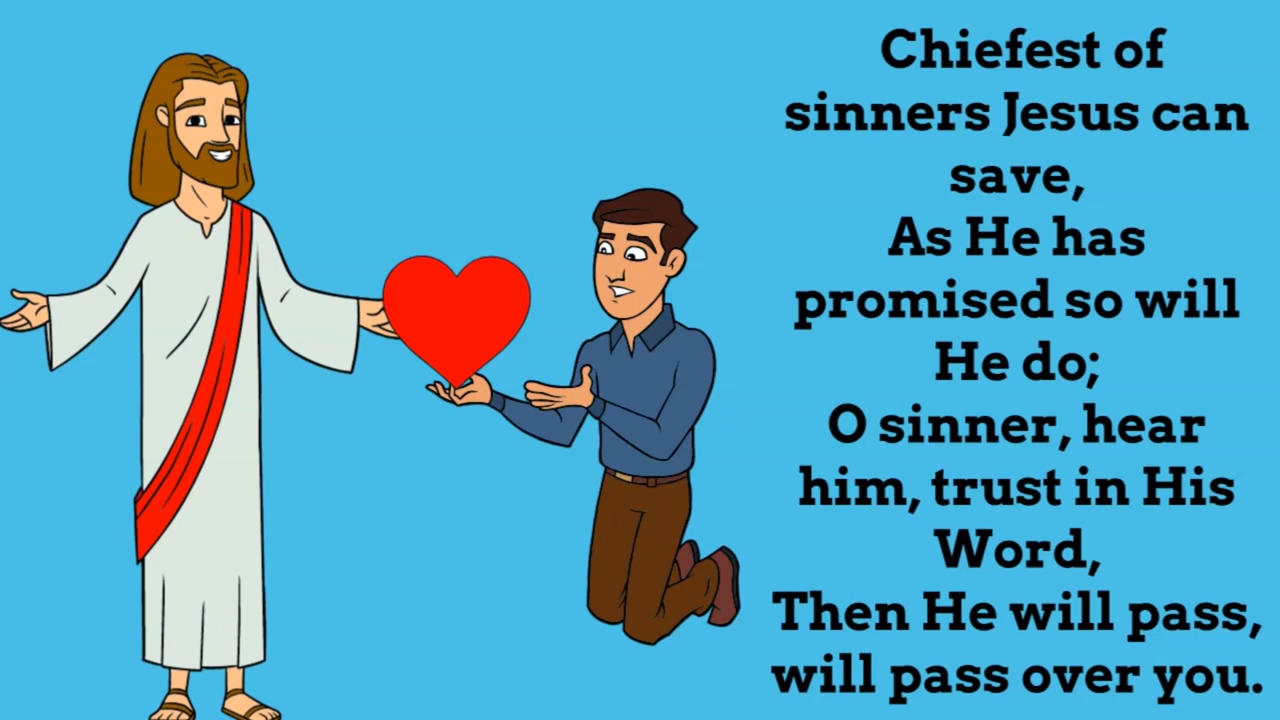 Chiefest of
sinners Jesus can
save,
As He has
promised so will
He do;
O sinner, hear
him, trust in His
Word,
Then He will pass,
will pass over you.